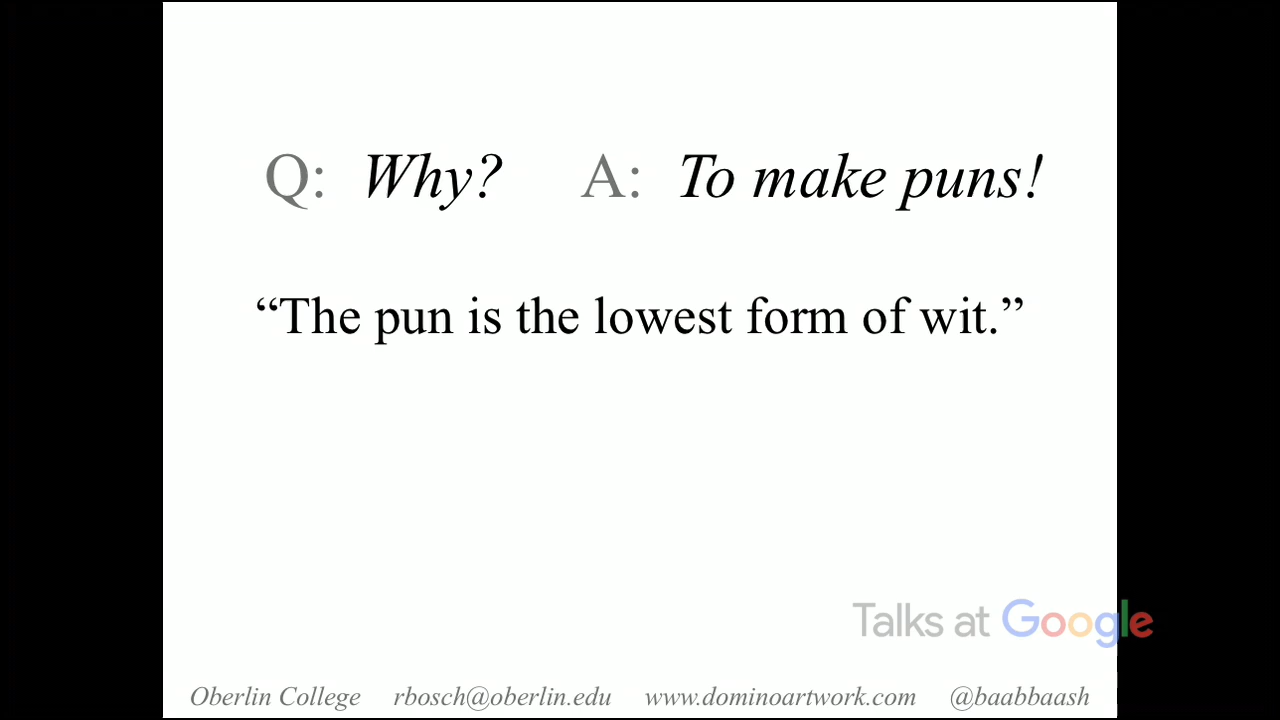 Q: Why? A: To make puns!
“The pun is the lowest form of wit.”
Talks at Google
Oberlin College rbosch@oberlin.edu www.dominoartwork.com @baabbaash